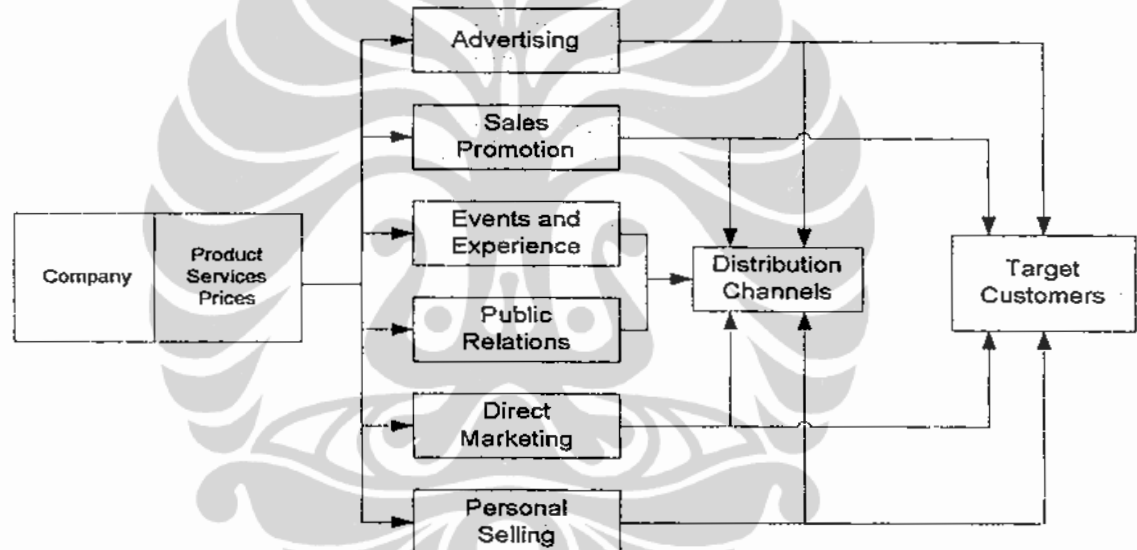 Advertising
Sales
Promotion
Events and
Experience
Company
Product
Services
Prices
Distribution
Channels
Target
Customers
Public
Relations
Direct
Marketing
Personal
Selling